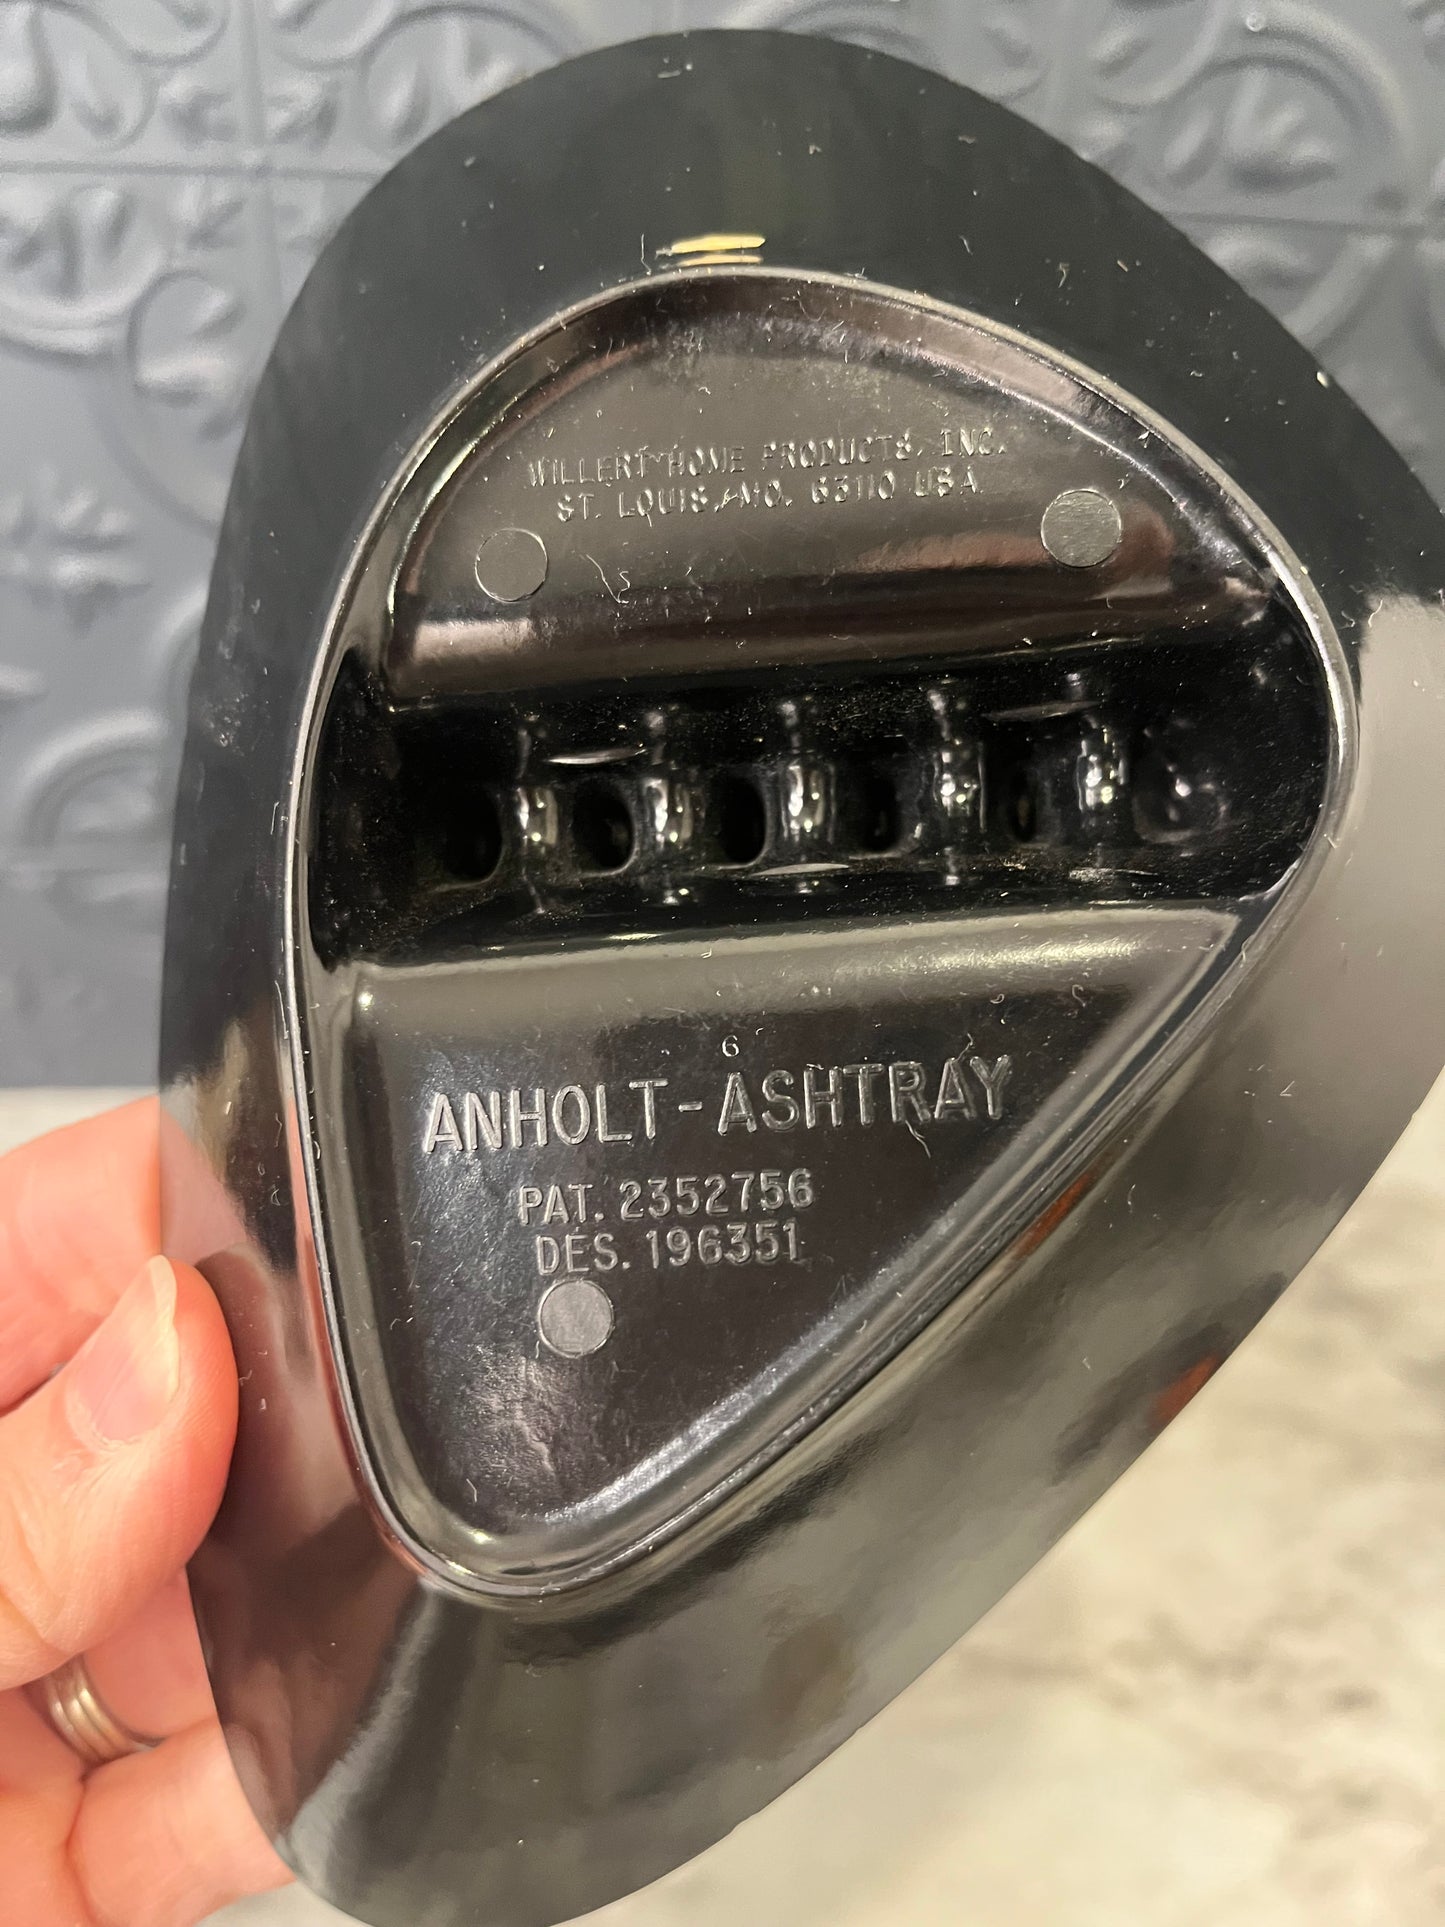 WILLERT HOME PRODUCTS, INC.
ST. LOUIS, MO. 63110 USA
6
ANHOLT-ASHTRAY
PAT. 2352756
DES. 196351